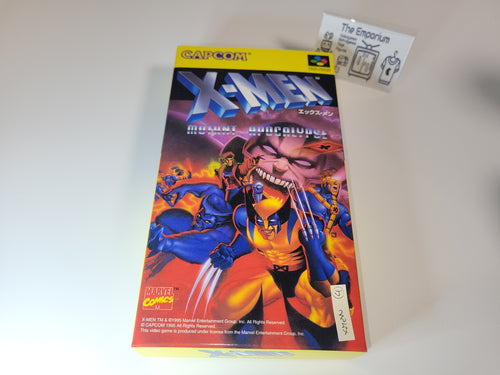 The Emporium
CAPCOM
X-MEN
エックス・メン
MUTANT APOCALYPSE
MARVEL COMICS
X-MEN TM & ©1995 Marvel Entertainment Group, Inc. All Rights Reserved.
© CAPCOM 1995 All Rights Reserved.
This video game is produced under license from the Marvel Entertainment Group, Inc.
X-MEN